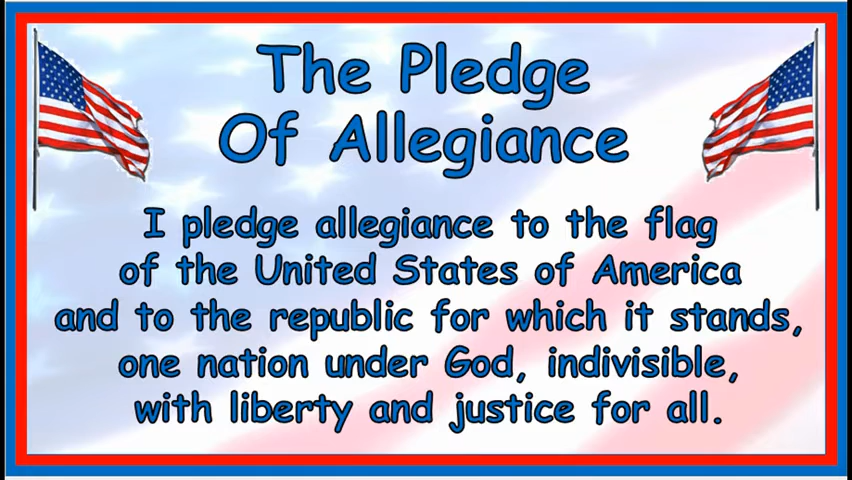 The Pledge
Of Allegiance
I pledge allegiance to the flag
of the United States of America
and to the republic for which it stands,
one nation under God, indivisible,
with liberty and justice for all.